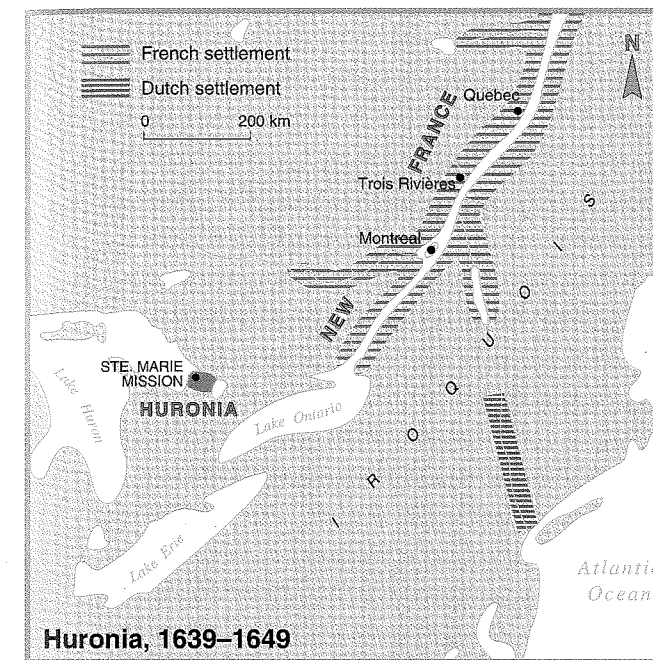 French settlement
Dutch settlement
0 200 km
N
Quebec
NEW FRANCE
Trois Rivières
Montreal
STE. MARIE
MISSION
HURONIA
Lake Huron
Lake Ontario
Lake Erie
IROQUOIS
Atlanti
Ocean
Huronia, 1639–1649